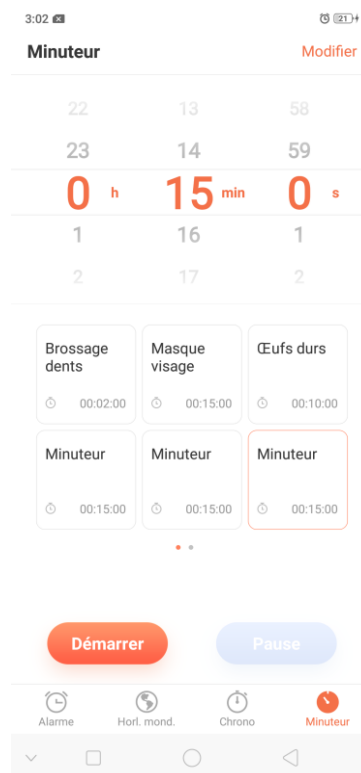 3:02 21
Minuteur Modifier
22 13 58
23 14 59
0 h 15 min 0 s
1 16 1
2 17 2
Brossage dents
00:02:00
Masque visage
00:15:00
Œufs durs
00:10:00
Minuteur
00:15:00
Minuteur
00:15:00
Minuteur
00:15:00
Démarrer Pause
Alarme Horl. mond. Chrono Minuteur